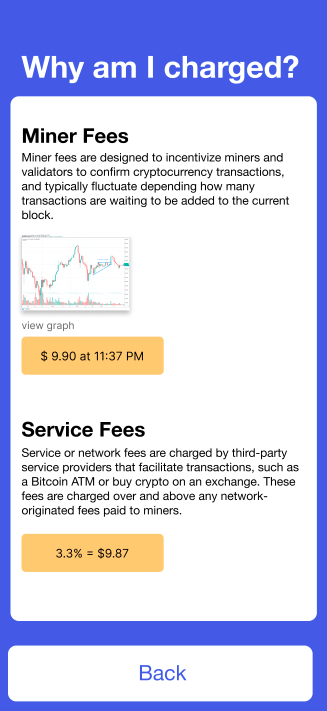 Why am I charged?
Miner Fees
Miner fees are designed to incentivize miners and
validators to confirm cryptocurrency transactions,
and typically fluctuate depending how many
transactions are waiting to be added to the current
block.
view graph
$ 9.90 at 11:37 PM
Service Fees
Service or network fees are charged by third-party
service providers that facilitate transactions, such as
a Bitcoin ATM or buy crypto on an exchange. These
fees are charged over and above any network-
originated fees paid to miners.
3.3% = $9.87
Back